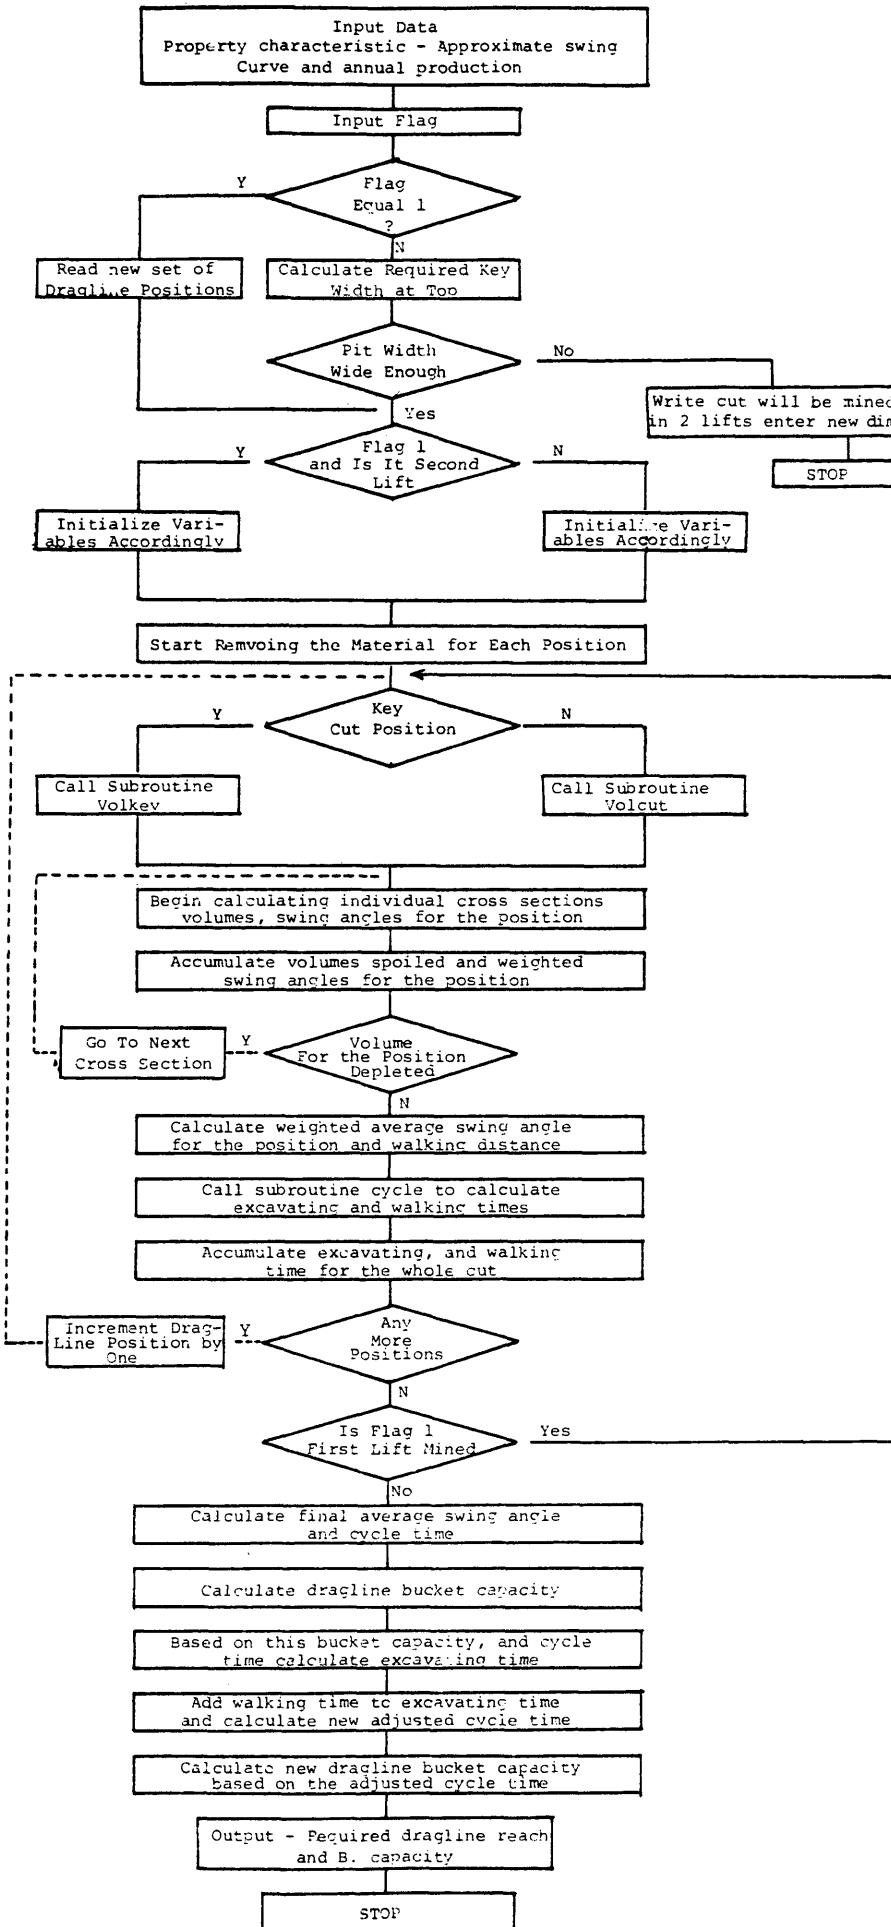 Input Data
Property characteristic - Approximate swing
Curve and annual production
Input Flag
Flag
Equal 1
?
Y
N
Read new set of
Dragline Positions
Calculate Required Key
Width at Top
Pit Width
Wide Enough
No
Yes
Write cut will be mined
in 2 lifts enter new dim
STOP
Flag 1
and Is It Second
Lift
Y
N
Initialize Vari-
ables Accordingly
Initialize Vari-
ables Accordingly
Start Remvoing the Material for Each Position
Key
Cut Position
Y
N
Call Subroutine
Volkey
Call Subroutine
Volcut
Begin calculating individual cross sections
volumes, swing angles for the position
Accumulate volumes spoiled and weighted
swing angles for the position
Volume
For the Position
Depleted
Y
Go To Next
Cross Section
N
Calculate weighted average swing angle
for the position and walking distance
Call subroutine cycle to calculate
excavating and walking times
Accumulate excavating, and walking
time for the whole cut
Any
More
Positions
Y
Increment Drag-
Line Position by
One
N
Is Flag 1
First Lift Mined
Yes
No
Calculate final average swing angle
and cycle time
Calculate dragline bucket capacity
Based on this bucket capacity, and cycle
time calculate excavating time
Add walking time to excavating time
and calculate new adjusted cycle time
Calculate new dragline bucket capacity
based on the adjusted cycle time
Output - Required dragline reach
and B. capacity
STOP